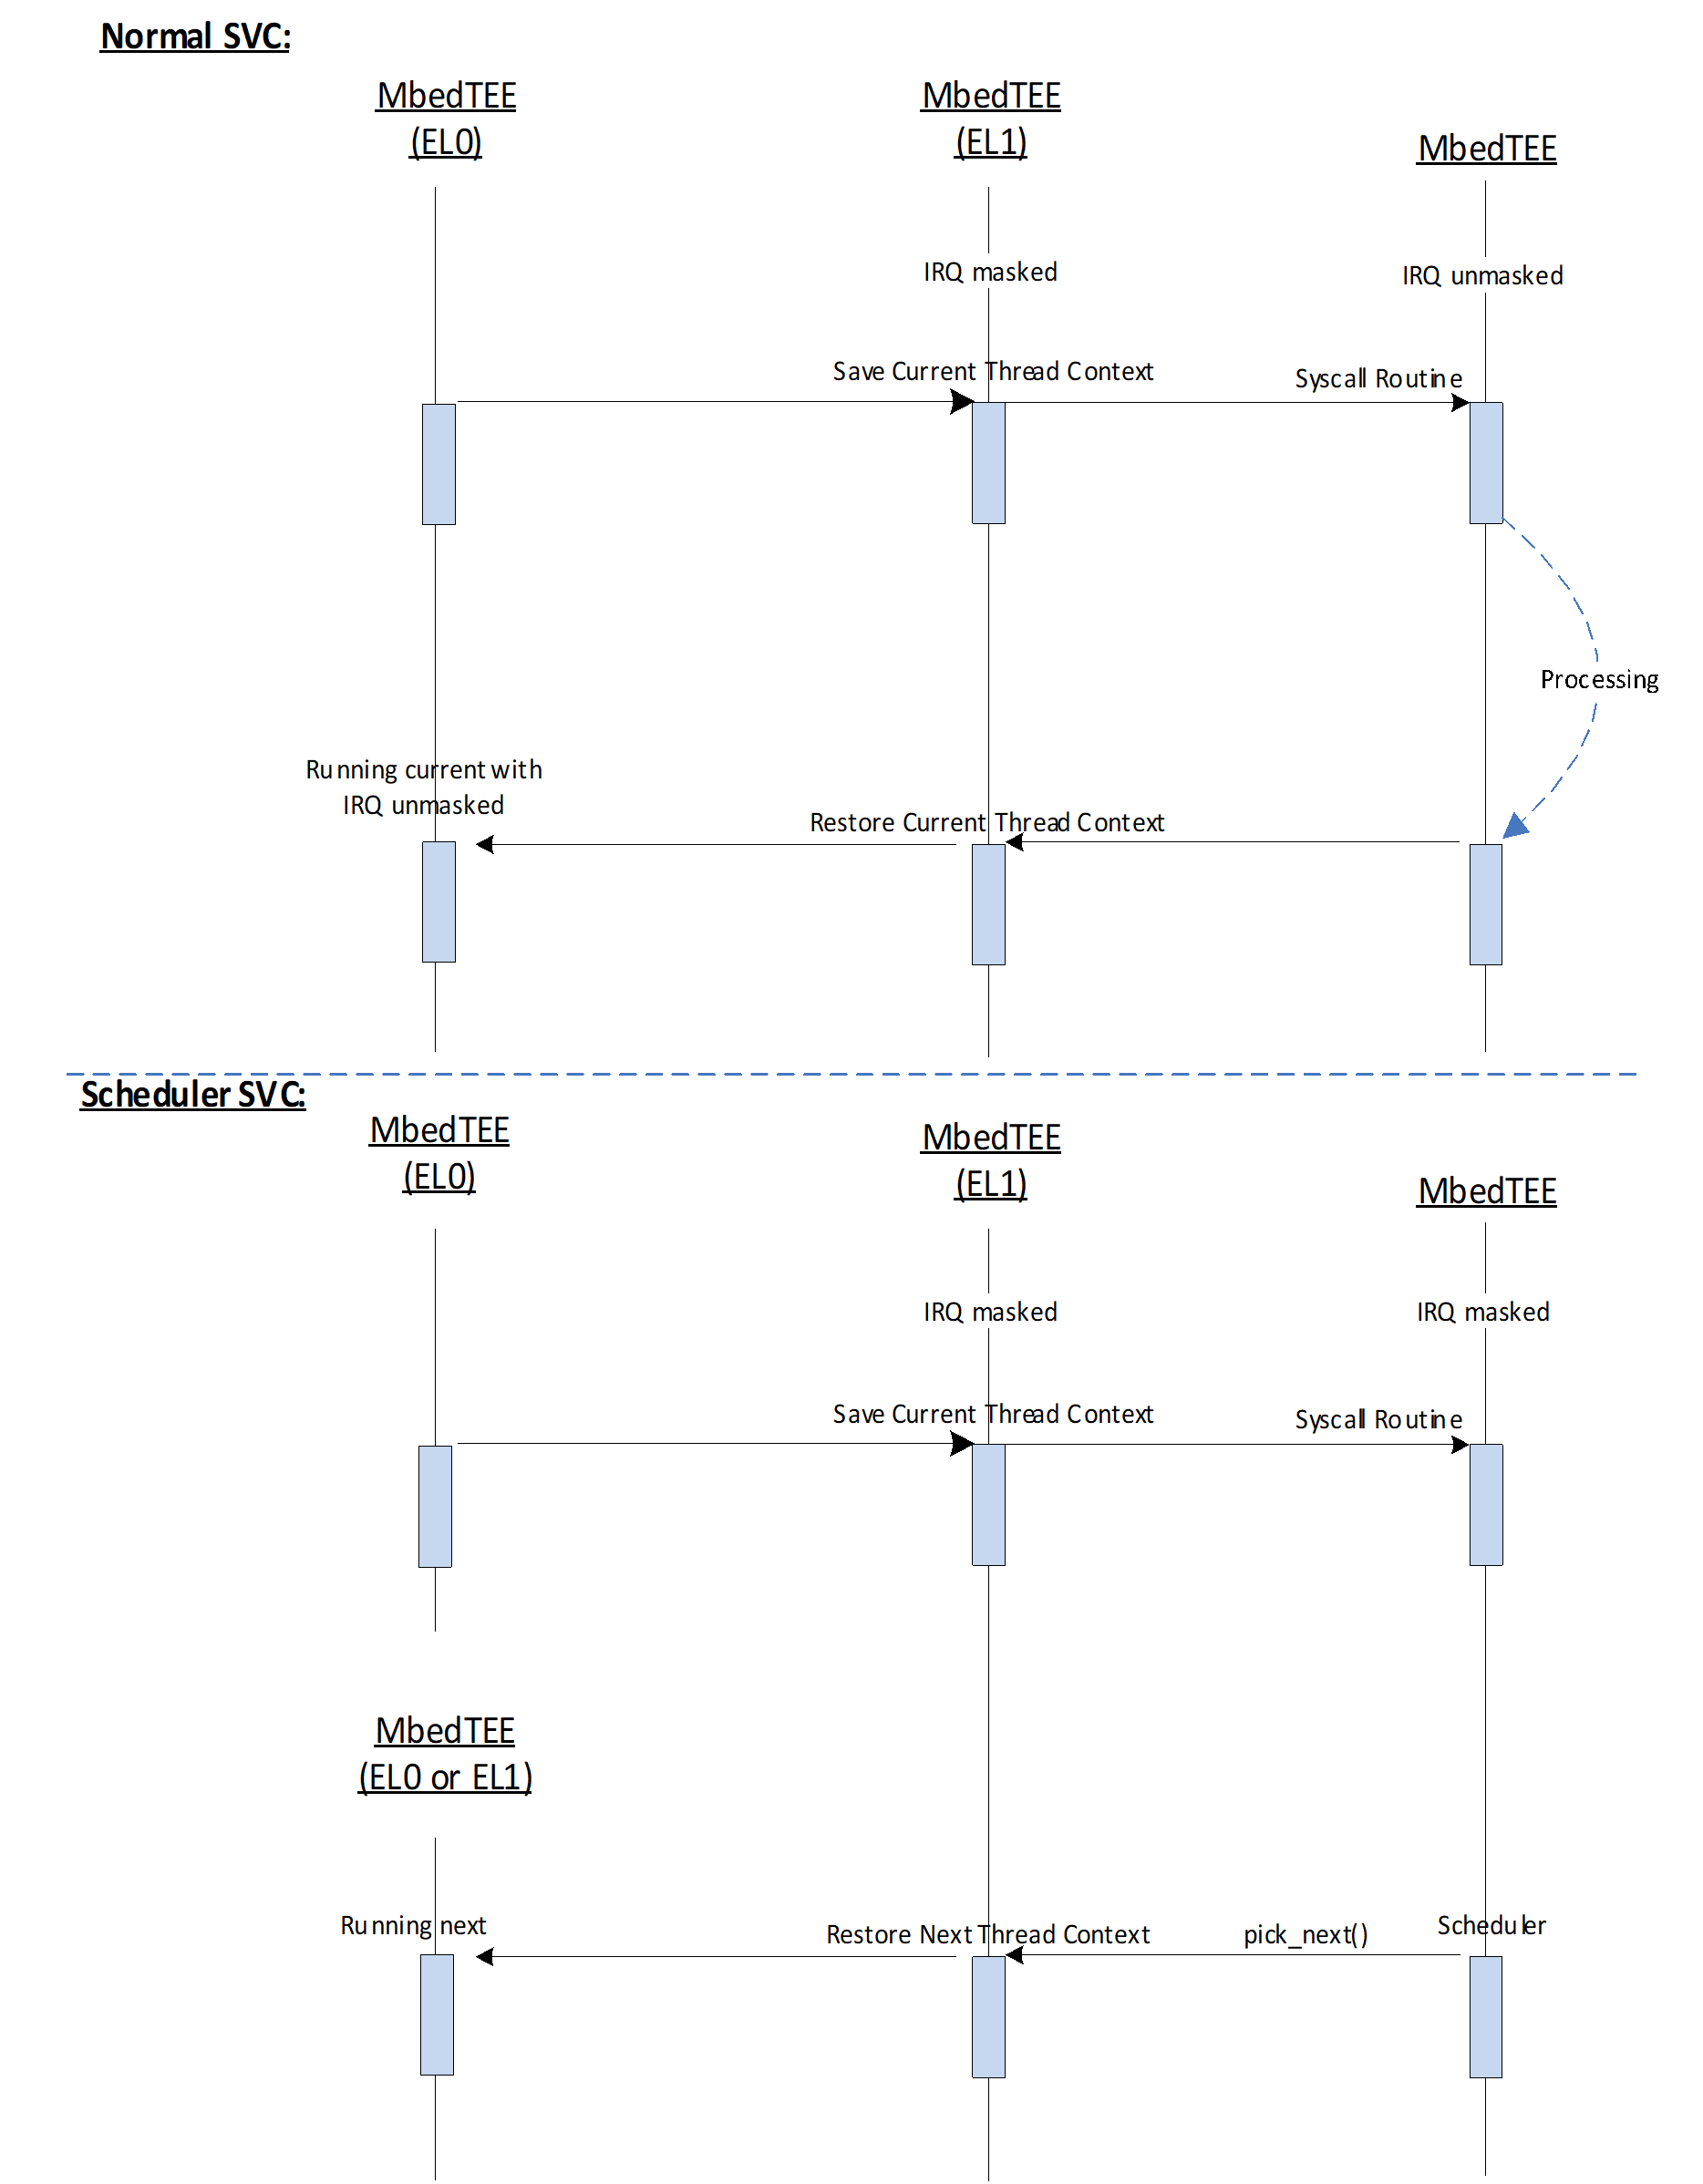 Normal SVC:
MbedTEE
(EL0)
MbedTEE
(EL1)
MbedTEE
IRQ masked
IRQ unmasked
Save Current Thread Context
Syscall Routine
Processing
Running current with
IRQ unmasked
Restore Current Thread Context
Scheduler SVC:
MbedTEE
(EL0)
MbedTEE
(EL1)
MbedTEE
IRQ masked
IRQ masked
Save Current Thread Context
Syscall Routine
MbedTEE
(EL0 or EL1)
Running next
Restore Next Thread Context
pick_next()
Scheduler